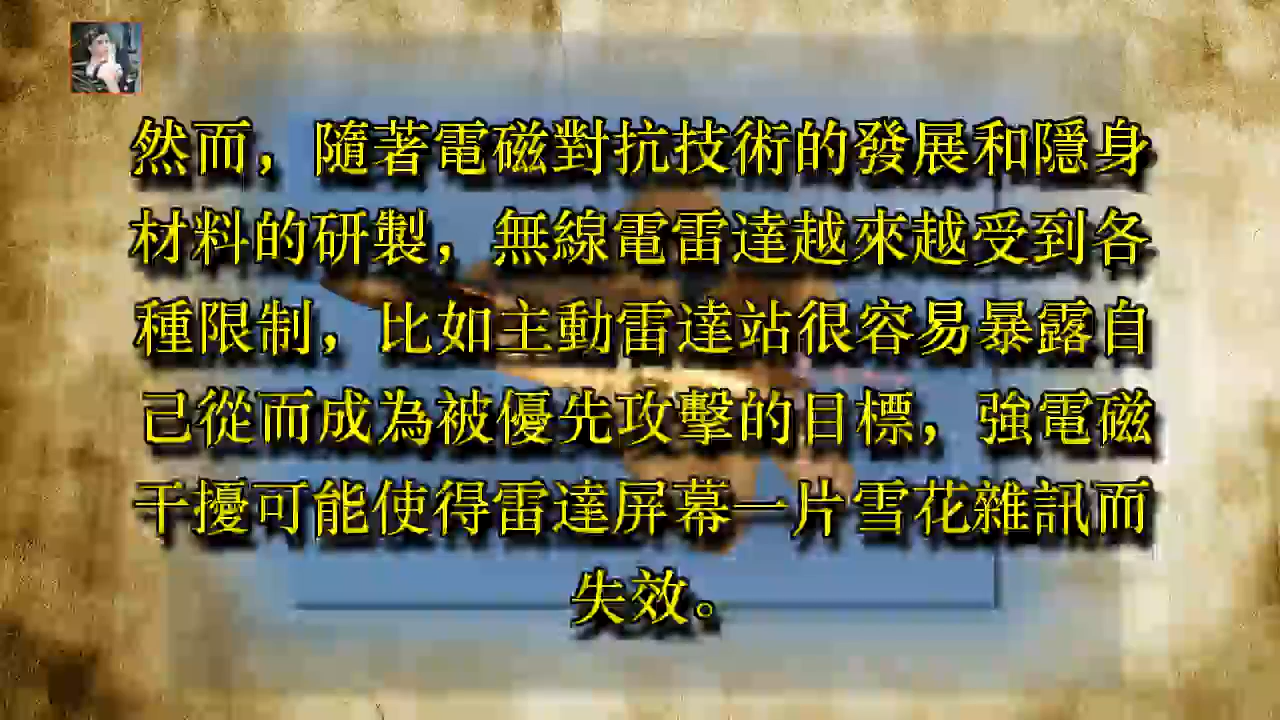 然而，隨著電磁對抗技術的發展和隱身
材料的研製，無線電雷達越來越受到各
種限制，比如主動雷達站很容易暴露自
己從而成為被優先攻擊的目標，強電磁
干擾可能使得雷達屏幕一片雪花雜訊而
失效。